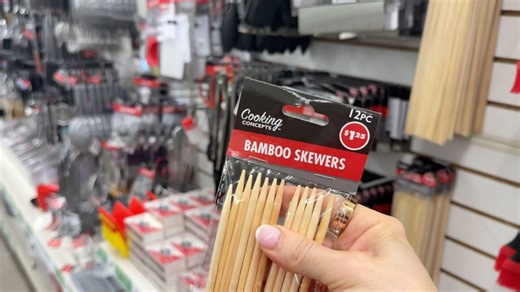 12PC
Cooking
CONCEPTS
$1.25
BAMBOO SKEWERS